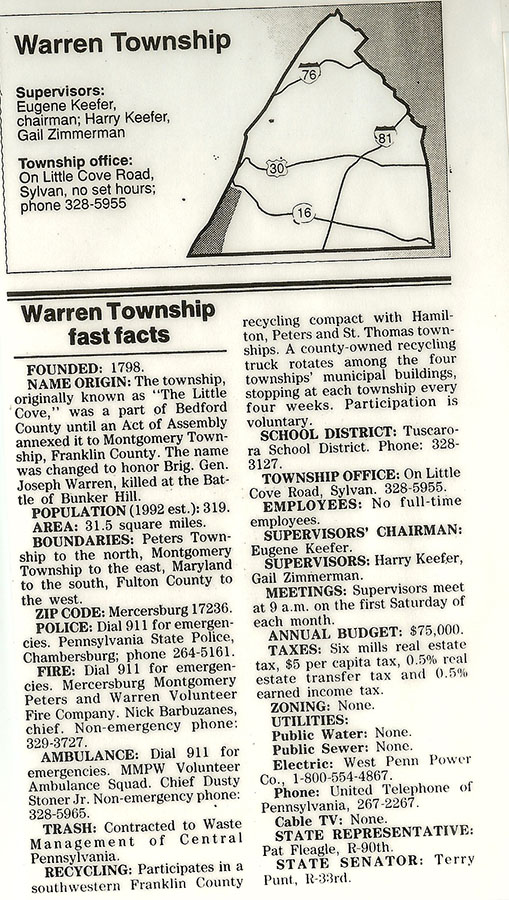 Warren Township
Supervisors:
Eugene Keefer,
chairman; Harry Keefer,
Gail Zimmerman
Township office:
On Little Cove Road,
Sylvan, no set hours;
phone 328-5955
76
81
30
16
Warren Township
fast facts
FOUNDED: 1798.
NAME ORIGIN: The township,
originally known as "The Little
Cove," was a part of Bedford
County until an Act of Assembly
annexed it to Montgomery Town-
ship, Franklin County. The name
was changed to honor Brig. Gen.
Joseph Warren, killed at the Bat-
tle of Bunker Hill.
POPULATION (1992 est.): 319.
AREA: 31.5 square miles.
BOUNDARIES: Peters Town-
ship to the north, Montgomery
Township to the east, Maryland
to the south, Fulton County to
the west.
ZIP CODE: Mercersburg 17236.
POLICE: Dial 911 for emergen-
cies. Pennsylvania State Police,
Chambersburg; phone 264-5161.
FIRE: Dial 911 for emergen-
cies. Mercersburg Montgomery
Peters and Warren Volunteer
Fire Company. Nick Barbuzanes,
chief. Non-emergency phone:
329-3727.
AMBULANCE: Dial 911 for
emergencies. MMPW Volunteer
Ambulance Squad. Chief Dusty
Stoner Jr. Non-emergency phone:
328-5965.
TRASH: Contracted to Waste
Management of Central
Pennsylvania.
RECYCLING: Participates in a
southwestern Franklin County
recycling compact with Hamil-
ton, Peters and St. Thomas town-
ships. A county-owned recycling
truck rotates among the four
townships' municipal buildings,
stopping at each township every
four weeks. Participation is
voluntary.
SCHOOL DISTRICT: Tuscaro-
ra School District. Phone: 328-
3127.
TOWNSHIP OFFICE: On Little
Cove Road, Sylvan. 328-5955.
EMPLOYEES: No full-time
employees.
SUPERVISORS' CHAIRMAN:
Eugene Keefer.
SUPERVISORS: Harry Keefer,
Gail Zimmerman.
MEETINGS: Supervisors meet
at 9 a.m. on the first Saturday of
each month.
ANNUAL BUDGET: $75,000.
TAXES: Six mills real estate
tax, $5 per capita tax, 0.5% real
estate transfer tax and 0.5%
earned income tax.
ZONING: None.
UTILITIES:
Public Water: None.
Public Sewer: None.
Electric: West Penn Power
Co., 1-800-554-4867.
Phone: United Telephone of
Pennsylvania, 267-2267.
Cable TV: None.
STATE REPRESENTATIVE:
Pat Fleagle, R-90th.
STATE SENATOR: Terry
Punt, R-33rd.